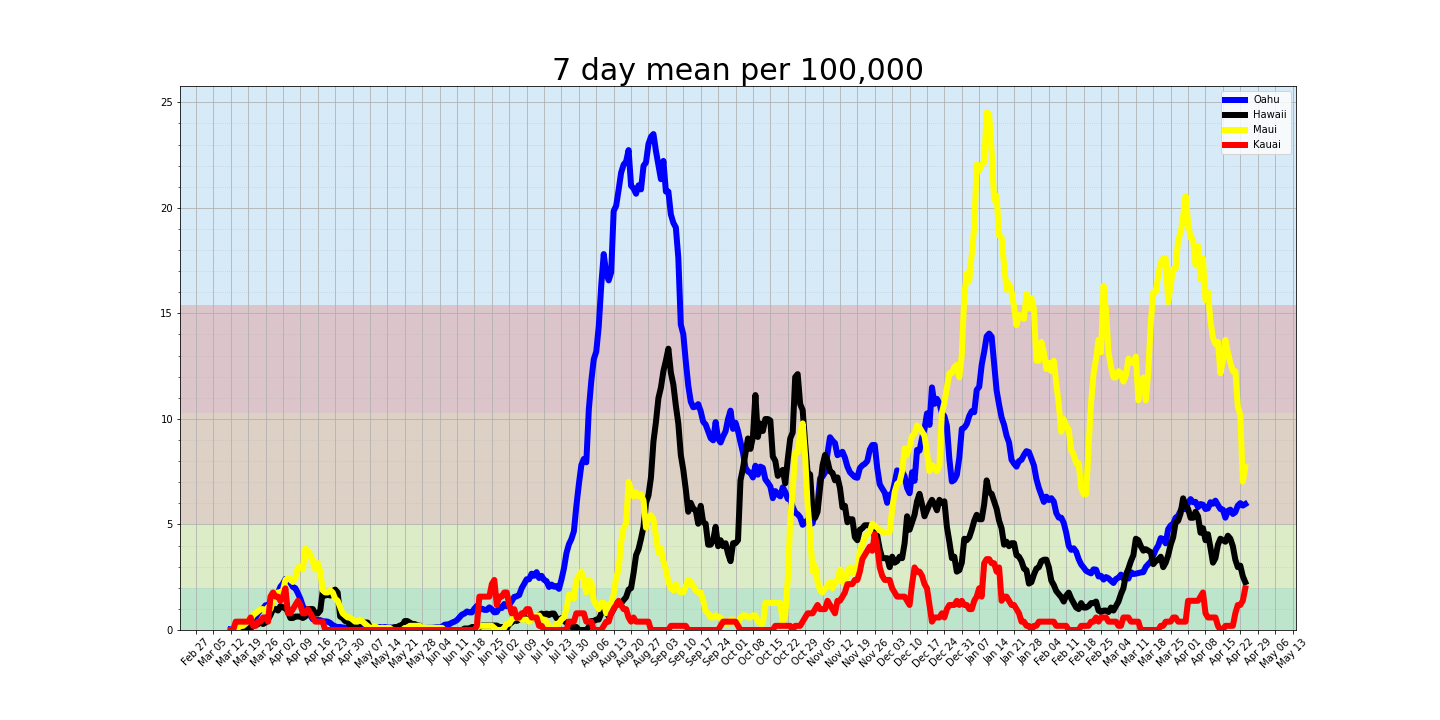 7 day mean per 100,000
25
20
15
10
5
0
Oahu
Hawaii
Maui
Kauai
Feb 27
Mar 05
Mar 12
Mar 19
Mar 26
Apr 02
Apr 09
Apr 16
Apr 23
Apr 30
May 07
May 14
May 21
May 28
Jun 04
Jun 11
Jun 18
Jun 25
Jul 02
Jul 09
Jul 16
Jul 23
Jul 30
Aug 06
Aug 13
Aug 20
Aug 27
Sep 03
Sep 10
Sep 17
Sep 24
Oct 01
Oct 08
Oct 15
Oct 22
Oct 29
Nov 05
Nov 12
Nov 19
Nov 26
Dec 03
Dec 10
Dec 17
Dec 24
Dec 31
Jan 07
Jan 14
Jan 21
Jan 28
Feb 04
Feb 11
Feb 18
Feb 25
Mar 04
Mar 11
Mar 18
Mar 25
Apr 01
Apr 08
Apr 15
Apr 22
Apr 29
May 06
May 13